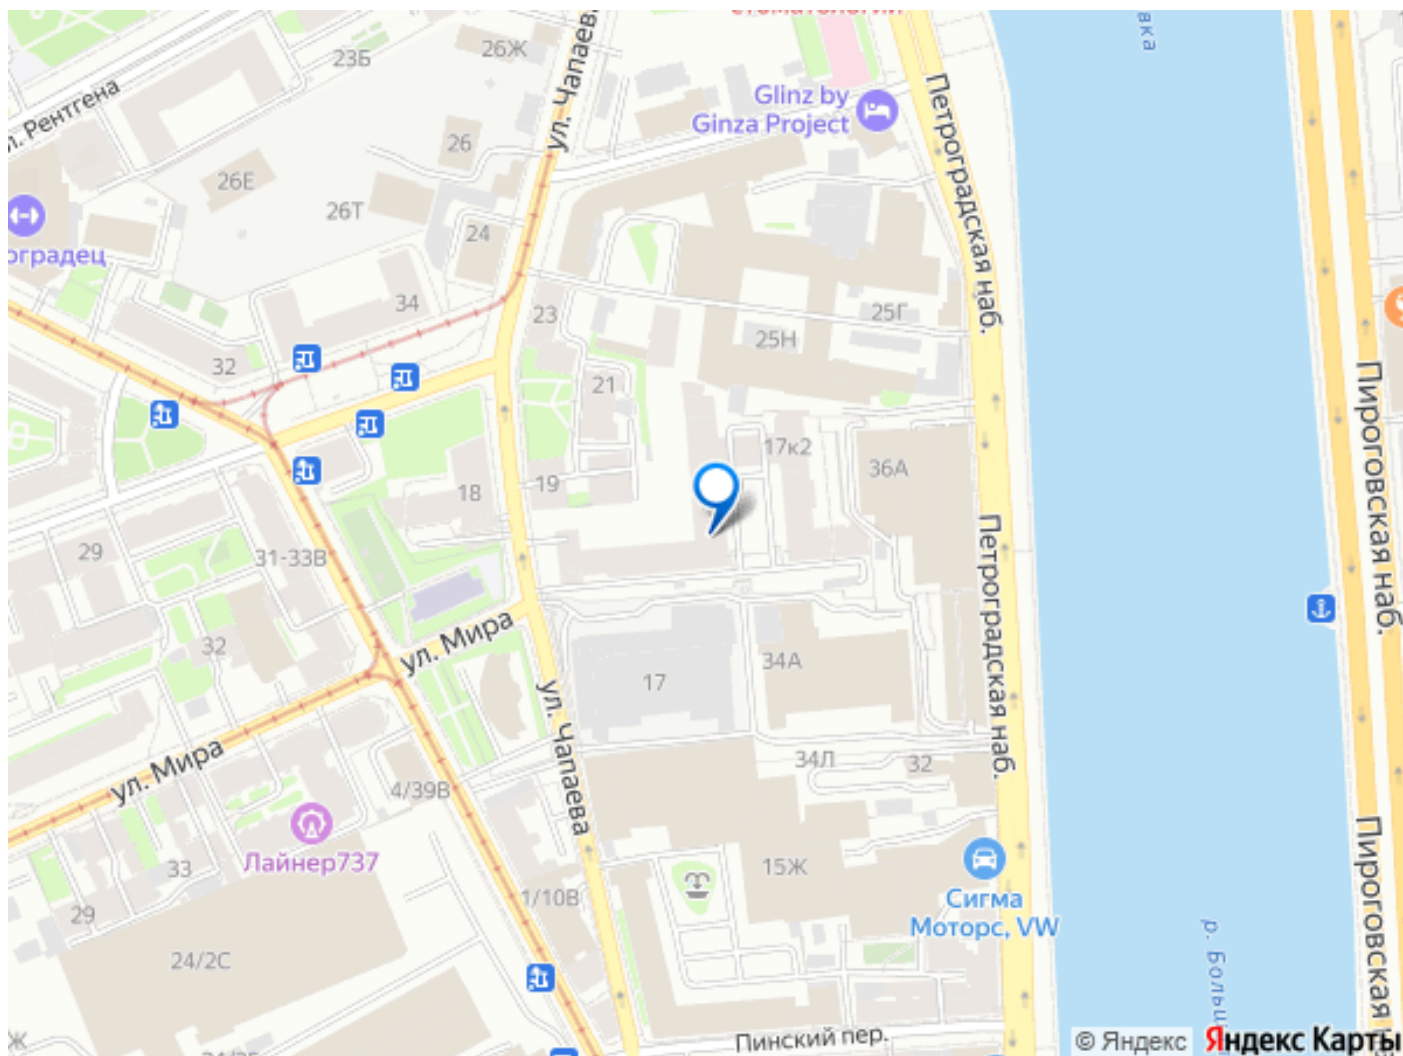 стоматологии
ул. Чапаева
вка
26Ж
23Б
Glinz by
Ginza Project
Петроградская наб.
л. Рентгена
26
26Е
26Т
24
оградец
34
23
25Г
25Н
32
21
17к2
36А
Пироговская наб.
19
18
29
31-33В
Петроградская наб.
ул. Мира
32
34А
17
ул. Чапаева
ул. Мира
34Л
32
4/39В
Лайнер737
33
15Ж
Сигма
Моторс, VW
Пироговская
1/10В
29
24/2С
р. Больш
Ж
Пинский пер.
© Яндекс
Яндекс Карты